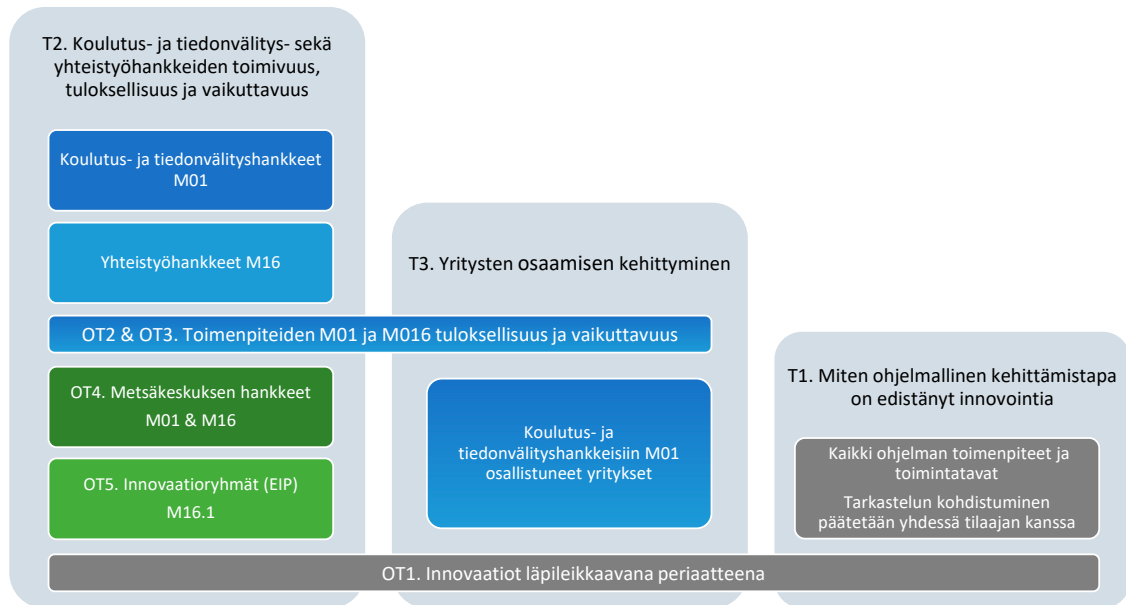 T2. Koulutus- ja tiedonvälitys- sekä
yhteistyöhankkeiden toimivuus,
tuloksellisuus ja vaikuttavuus
Koulutus- ja tiedonvälityshankkeet
M01
Yhteistyöhankkeet M16
T3. Yritysten osaamisen kehittyminen
OT2 & OT3. Toimenpiteiden M01 ja M016 tuloksellisuus ja vaikuttavuus
OT4. Metsäkeskuksen hankkeet
M01 & M16
OT5. Innovaatioryhmät (EIP)
M16.1
Koulutus- ja
tiedonvälityshankkeisiin M01
osallistuneet yritykset
T1. Miten ohjelmallinen kehittämistapa
on edistänyt innovointia
Kaikki ohjelman toimenpiteet ja
toimintatavat
Tarkastelun kohdistuminen
päätetään yhdessä tilaajan kanssa
OT1. Innovaatiot läpileikkaavana periaatteena